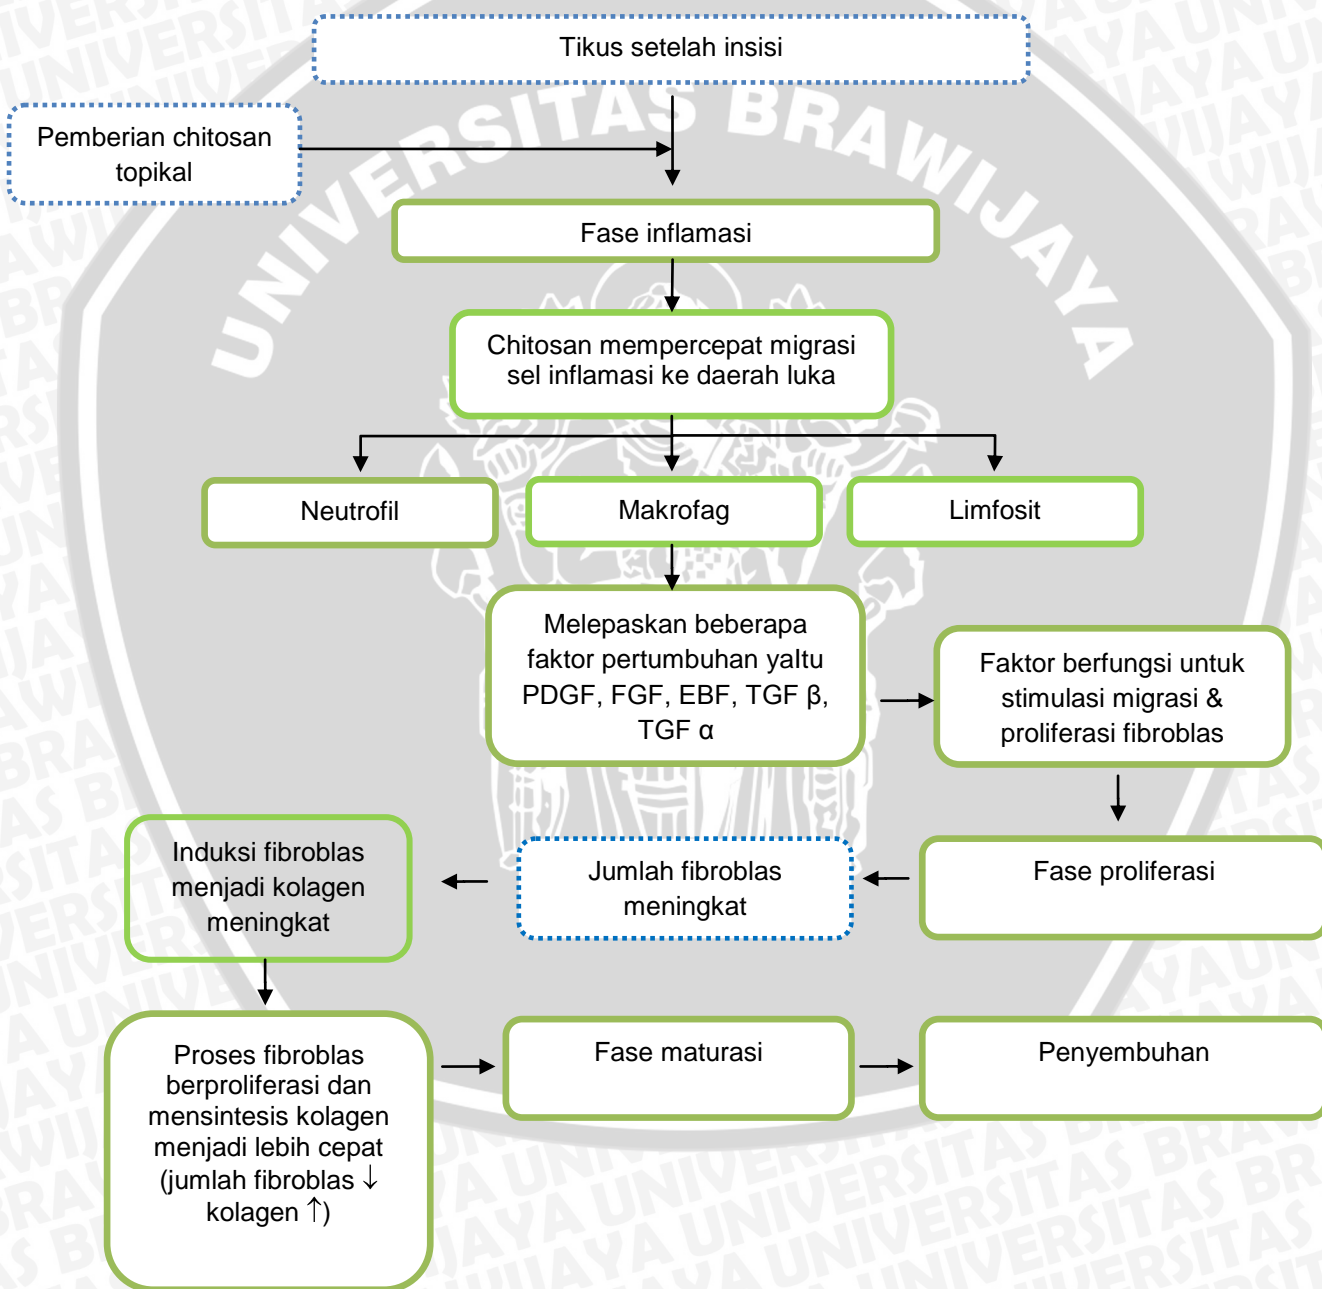 Tikus setelah insisi
Pemberian chitosan
topikal
UNIVERSITAS BRAWIJAYA
Fase inflamasi
Chitosan mempercepat migrasi
sel inflamasi ke daerah luka
Neutrofil
Makrofag
Limfosit
Melepaskan beberapa
faktor pertumbuhan yaItu
PDGF, FGF, EBF, TGF β,
TGF α
Faktor berfungsi untuk
stimulasi migrasi &
proliferasi fibroblas
Fase proliferasi
Jumlah fibroblas
meningkat
Induksi fibroblas
menjadi kolagen
meningkat
Proses fibroblas
berproliferasi dan
mensintesis kolagen
menjadi lebih cepat
(jumlah fibroblas ↓
kolagen ↑)
Fase maturasi
Penyembuhan